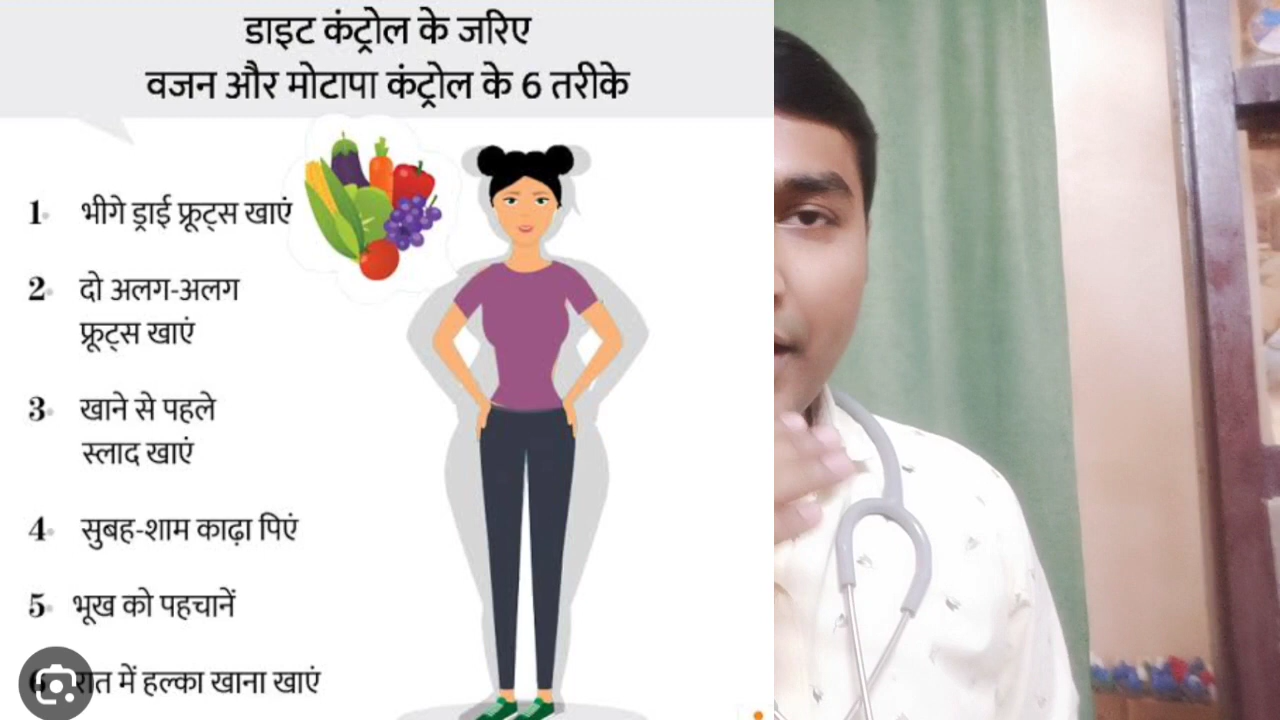 डाइट कंट्रोल के जरिए
वजन और मोटापा कंट्रोल के 6 तरीके
1 भीगे ड्राई फ्रूट्स खाएं
2 दो अलग-अलग
फ्रूट्स खाएं
3 खाने से पहले
स्लाद खाएं
4 सुबह-शाम काढ़ा पिएं
5 भूख को पहचानें
रात में हल्का खाना खाएं